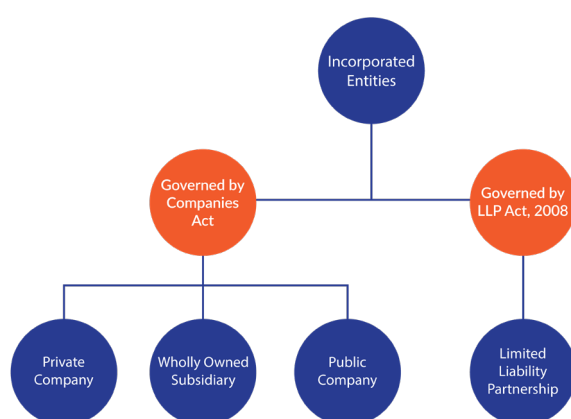 Incorporated
Entities
Governed by
Companies
Act
Governed by
LLP Act, 2008
Private
Company
Wholly Owned
Subsidiary
Public
Company
Limited
Liability
Partnership